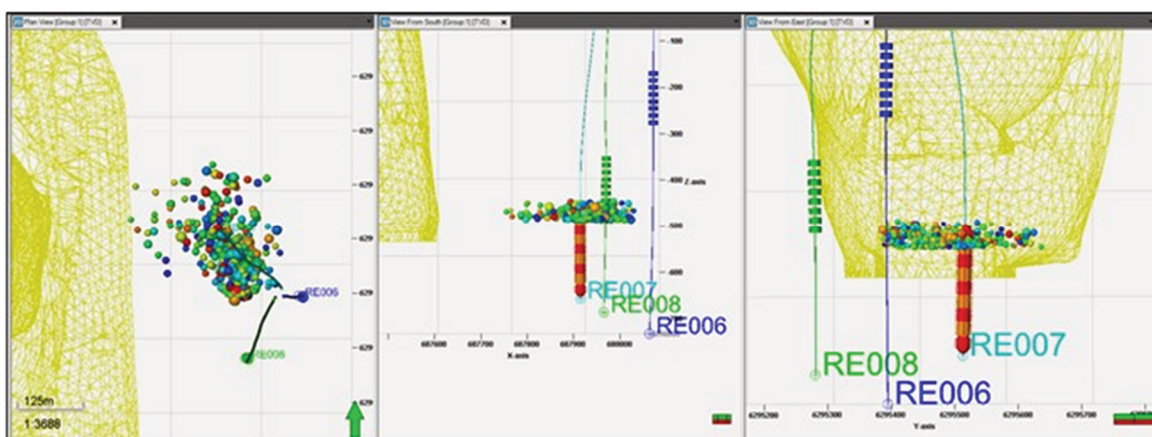 Plan View [Group 1] [TVD]
-629
-629
-629
-629
-629
-629
-629
RE006
RE008
125m
1:3688
View From South [Group 1] [TVD]
-100
-200
-300
-400
Z-axis
-500
-600
RE007
RE008
RE006
687600
687700
687800
687900
688000
X-axis
View From East [Group 1] [TVD]
RE007
RE008
RE006
6295200
6295300
6295400
6295500
6295600
6295700
Y-axis